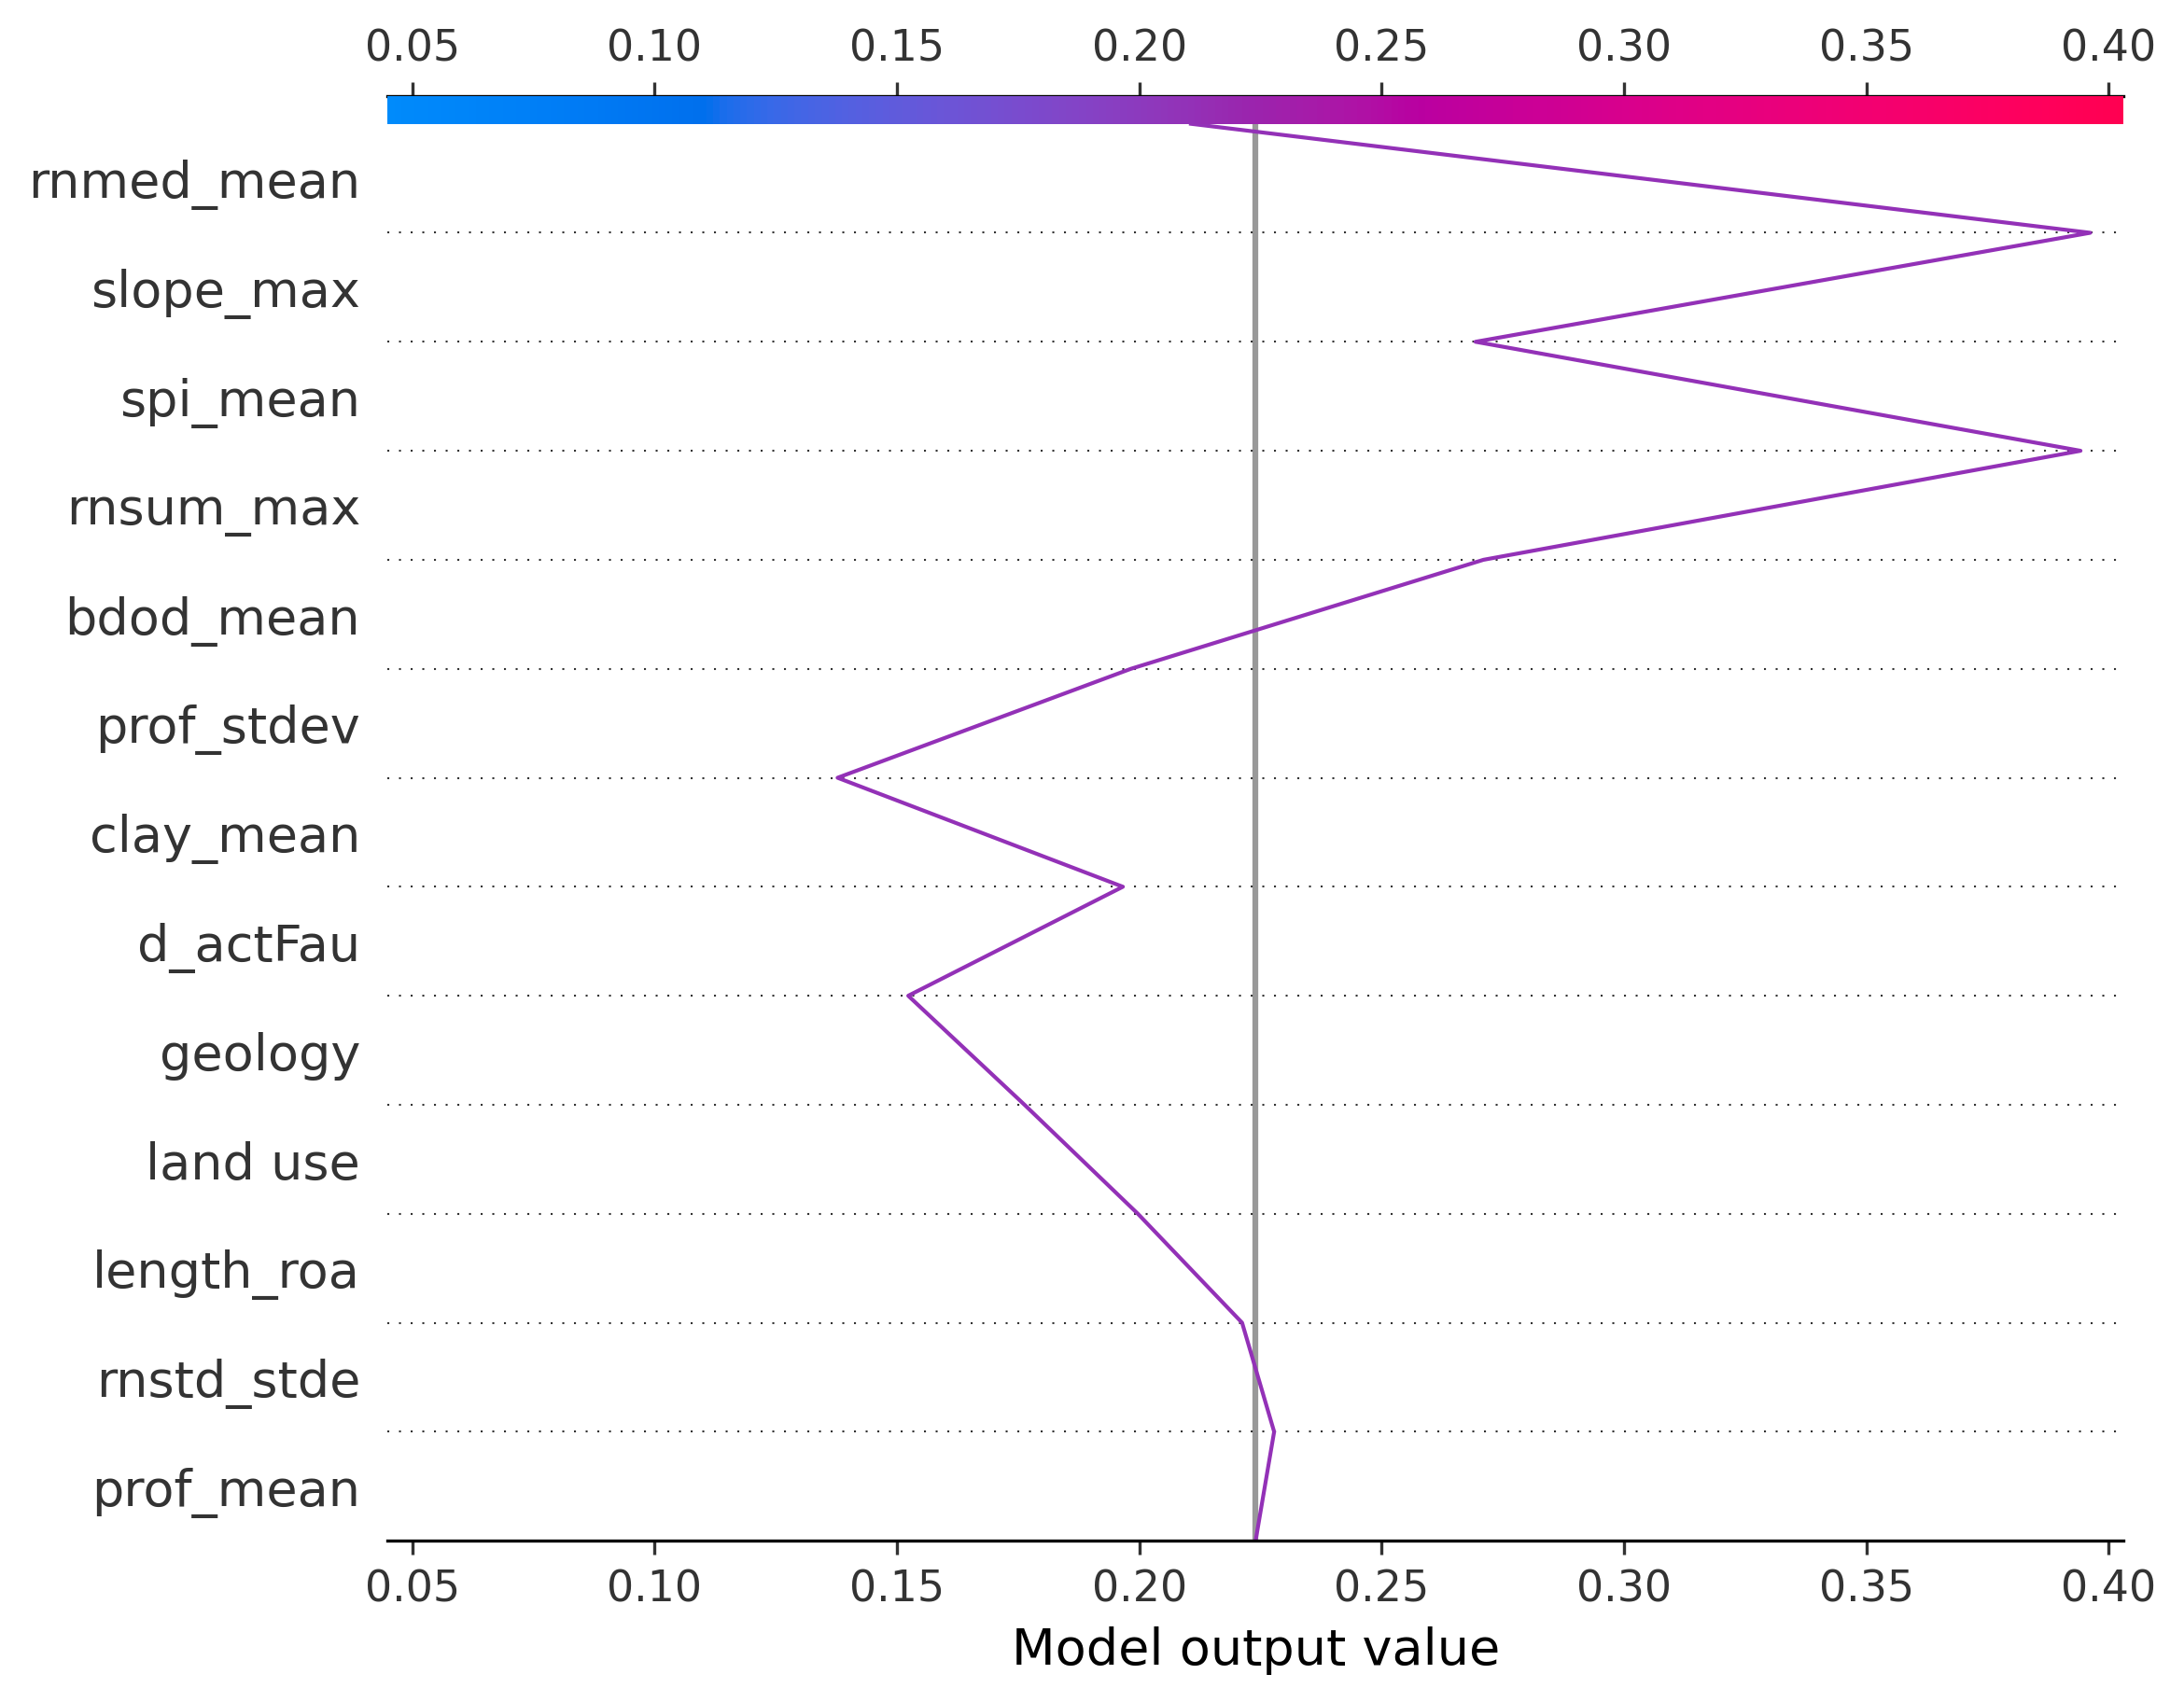 0.05 0.10 0.15 0.20 0.25 0.30 0.35 0.40
rnmed_mean
slope_max
spi_mean
rnsum_max
bdod_mean
prof_stdev
clay_mean
d_actFau
geology
land use
length_roa
rnstd_stde
prof_mean
0.05 0.10 0.15 0.20 0.25 0.30 0.35 0.40
Model output value